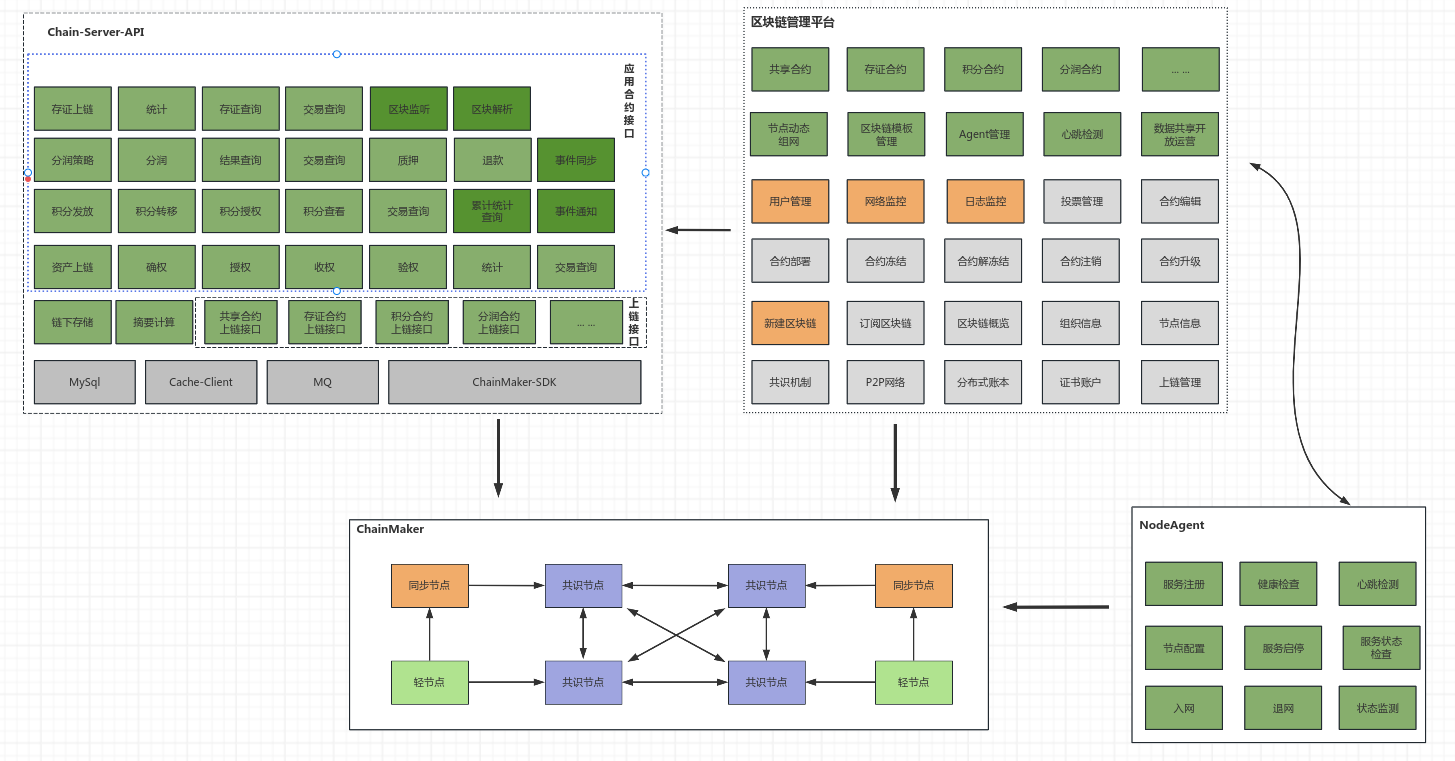 Chain-Server-API
应用合约接口
存证上链
统计
存证查询
交易查询
区块监听
区块解析
分润策略
分润
结果查询
交易查询
质押
退款
事件同步
积分发放
积分转移
积分授权
积分查看
交易查询
累计统计
查询
事件通知
资产上链
确权
授权
收权
验权
统计
交易查询
链下存储
摘要计算
共享合约
上链接口
存证合约
上链接口
积分合约
上链接口
分润合约
上链接口
... ...
上链接口
MySql
Cache-Client
MQ
ChainMaker-SDK
区块链管理平台
共享合约
存证合约
积分合约
分润合约
... ...
节点动态
组网
区块链模板
管理
Agent管理
心跳检测
数据共享开
放运营
用户管理
网络监控
日志监控
投票管理
合约编辑
合约部署
合约冻结
合约解冻结
合约注销
合约升级
新建区块链
订阅区块链
区块链概览
组织信息
节点信息
共识机制
P2P网络
分布式账本
证书账户
上链管理
ChainMaker
同步节点
共识节点
共识节点
同步节点
轻节点
共识节点
共识节点
轻节点
NodeAgent
服务注册
健康检查
心跳检测
节点配置
服务启停
服务状态
检查
入网
退网
状态监测